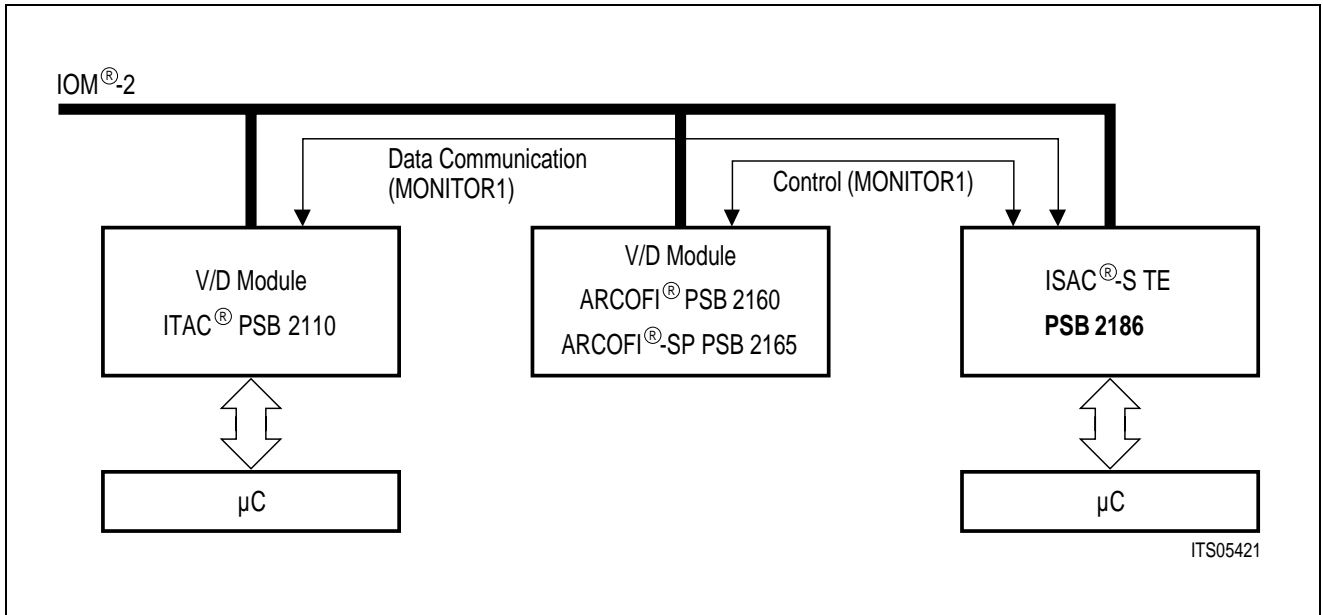 IOM®-2
Data Communication
(MONITOR1)
Control (MONITOR1)
V/D Module
ITAC® PSB 2110
V/D Module
ARCOFI® PSB 2160
ARCOFI®-SP PSB 2165
ISAC®-S TE
PSB 2186
µC
µC
ITS05421